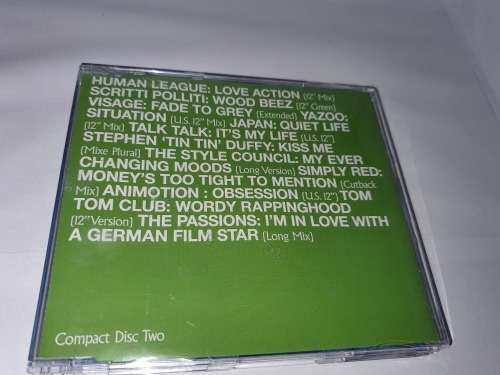 HUMAN LEAGUE: LOVE ACTION (12" Mix)
SCRITTI POLLITI: WOOD BEEZ (12" Green)
VISAGE: FADE TO GREY (Extended) YAZOO:
SITUATION (U.S. 12" Mix) JAPAN: QUIET LIFE
(12" Mix) TALK TALK: IT'S MY LIFE (U.S. 12")
STEPHEN 'TIN TIN' DUFFY: KISS ME
(Mixe Plural) THE STYLE COUNCIL: MY EVER
CHANGING MOODS (Long Version) SIMPLY RED:
MONEY'S TOO TIGHT TO MENTION (Cutback
Mix) ANIMOTION : OBSESSION (U.S. 12") TOM
TOM CLUB: WORDY RAPPINGHOOD
(12" Version) THE PASSIONS: I'M IN LOVE WITH
A GERMAN FILM STAR (Long Mix)
Compact Disc Two